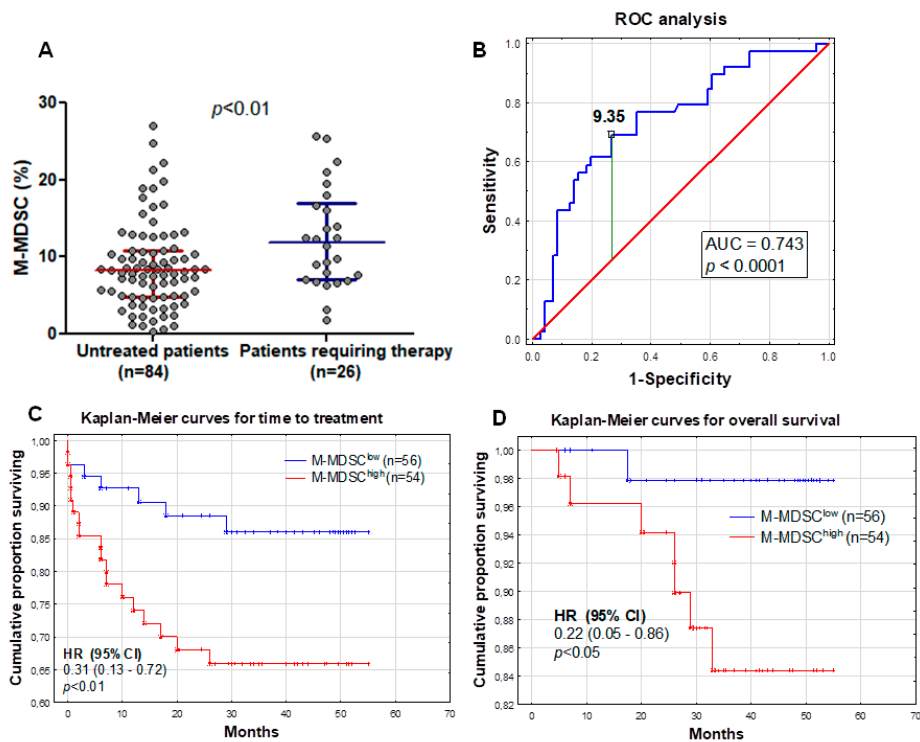 A
p<0.01
M-MDSC (%)
30
20
10
0
Untreated patients
(n=84)
Patients requiring therapy
(n=26)
B
ROC analysis
Sensitivity
1.0
0.8
0.6
0.4
0.2
0.0
9.35
AUC = 0.743
p < 0.0001
0.0 0.2 0.4 0.6 0.8 1.0
1-Specificity
C
Kaplan-Meier curves for time to treatment
Cumulative proportion surviving
1,00
0,95
0,90
0,85
0,80
0,75
0,70
0,65
0,60
M-MDSClow (n=56)
M-MDSChigh (n=54)
HR (95% CI)
0.31 (0.13 - 0.72)
p<0.01
0 10 20 30 40 50 60 70
Months
D
Kaplan-Meier curves for overall survival
Cumulative proportion surviving
1,00
0,98
0,96
0,94
0,92
0,90
0,88
0,86
0,84
0,82
M-MDSClow (n=56)
M-MDSChigh (n=54)
HR (95% CI)
0.22 (0.05 - 0.86)
p<0.05
0 10 20 30 40 50 60 70
Months